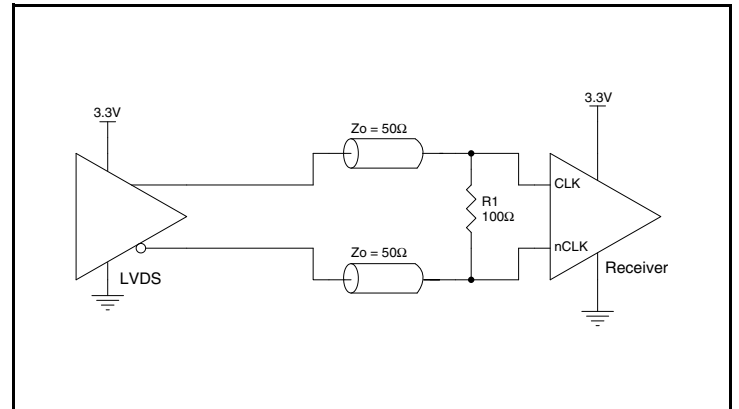 3.3V
3.3V
Zo = 50Ω
CLK
R1
100Ω
nCLK
Zo = 50Ω
LVDS
Receiver